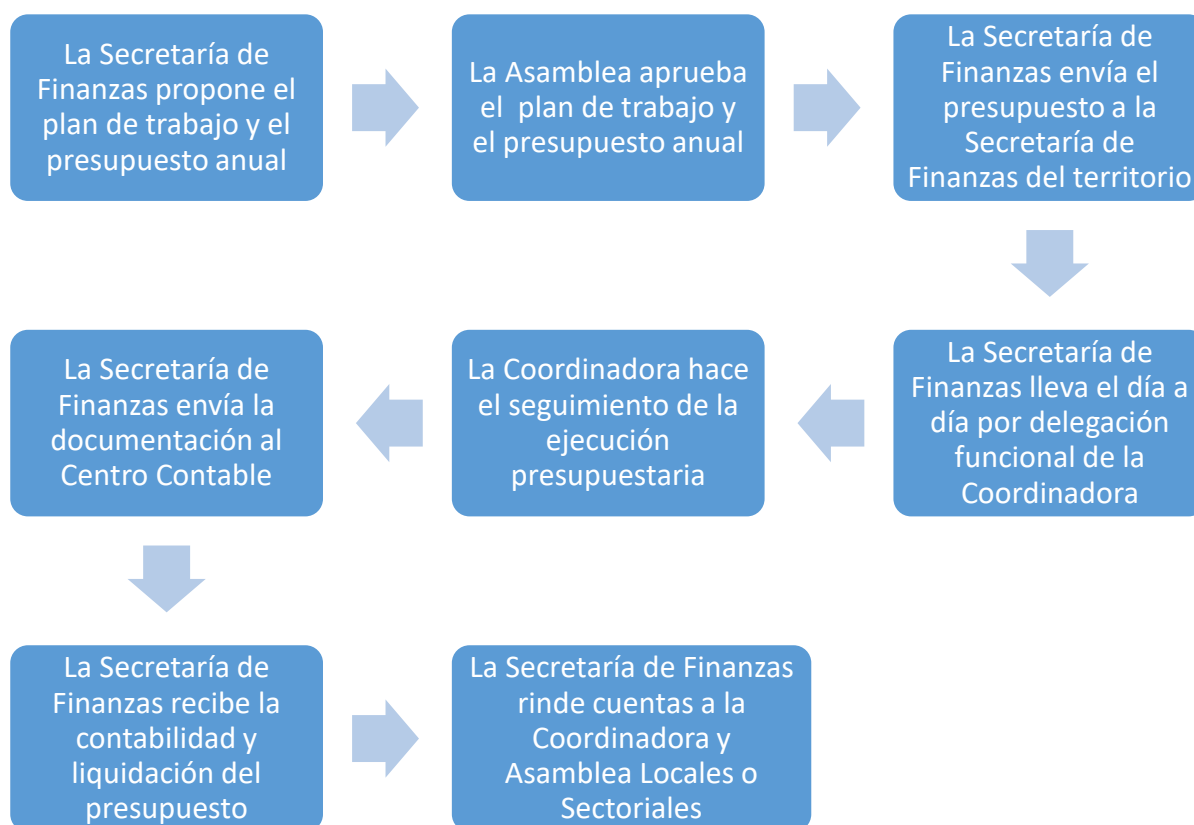 La Secretaría de
Finanzas propone el
plan de trabajo y el
presupuesto anual
La Asamblea aprueba
el plan de trabajo y
el presupuesto anual
La Secretaría de
Finanzas envía el
presupuesto a la
Secretaría de
Finanzas del territorio
La Secretaría de
Finanzas lleva el día a
día por delegación
funcional de la
Coordinadora
La Coordinadora hace
el seguimiento de la
ejecución
presupuestaria
La Secretaría de
Finanzas envía la
documentación al
Centro Contable
La Secretaría de
Finanzas recibe la
contabilidad y
liquidación del
presupuesto
La Secretaría de Finanzas
rinde cuentas a la
Coordinadora y
Asamblea Locales o
Sectoriales